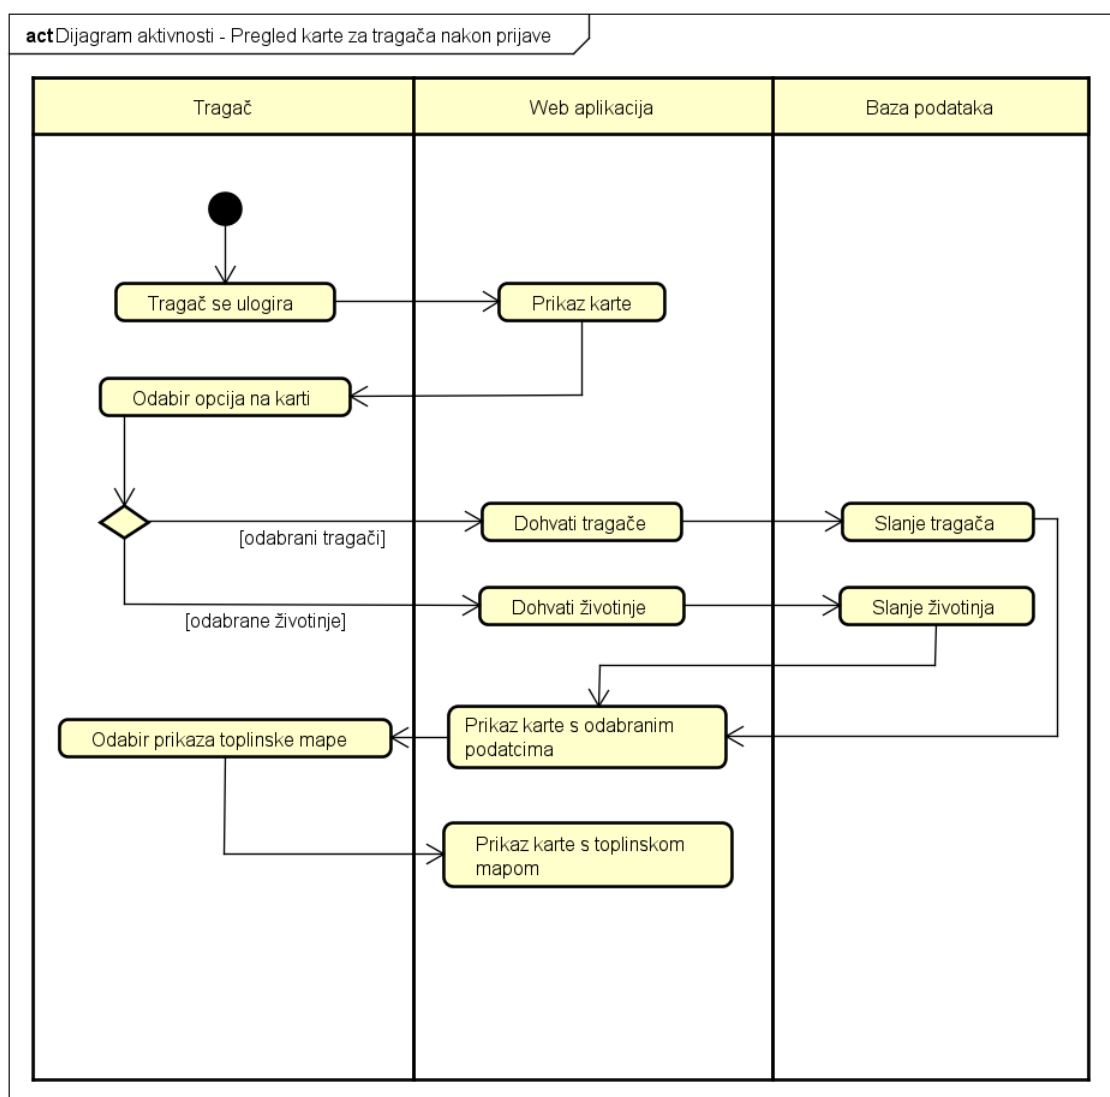 act Dijagram aktivnosti - Pregled karte za tragača nakon prijave
Tragač
Web aplikacija
Baza podataka
Tragač se ulogira
Prikaz karte
Odabir opcija na karti
Dohvati tragače
Slanje tragača
[odabrani tragači]
Dohvati životinje
Slanje životinja
[odabrane životinje]
Odabir prikaza toplinske mape
Prikaz karte s odabranim
podatcima
Prikaz karte s toplinskom
mapom